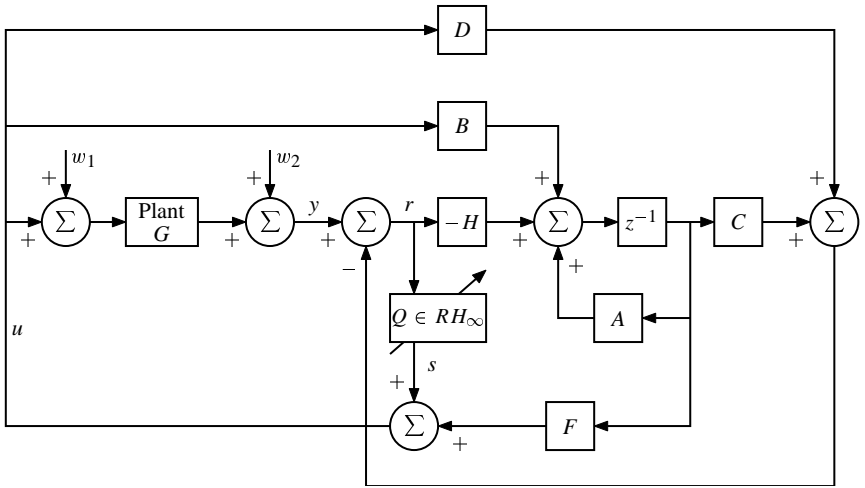 D
B
+ w₁ + w₂ + +
Σ Plant G Σ y Σ r −H Σ z⁻¹ C Σ
+ + + + +
− +
Q ∈ RH∞ A
u
s
+
Σ F
+